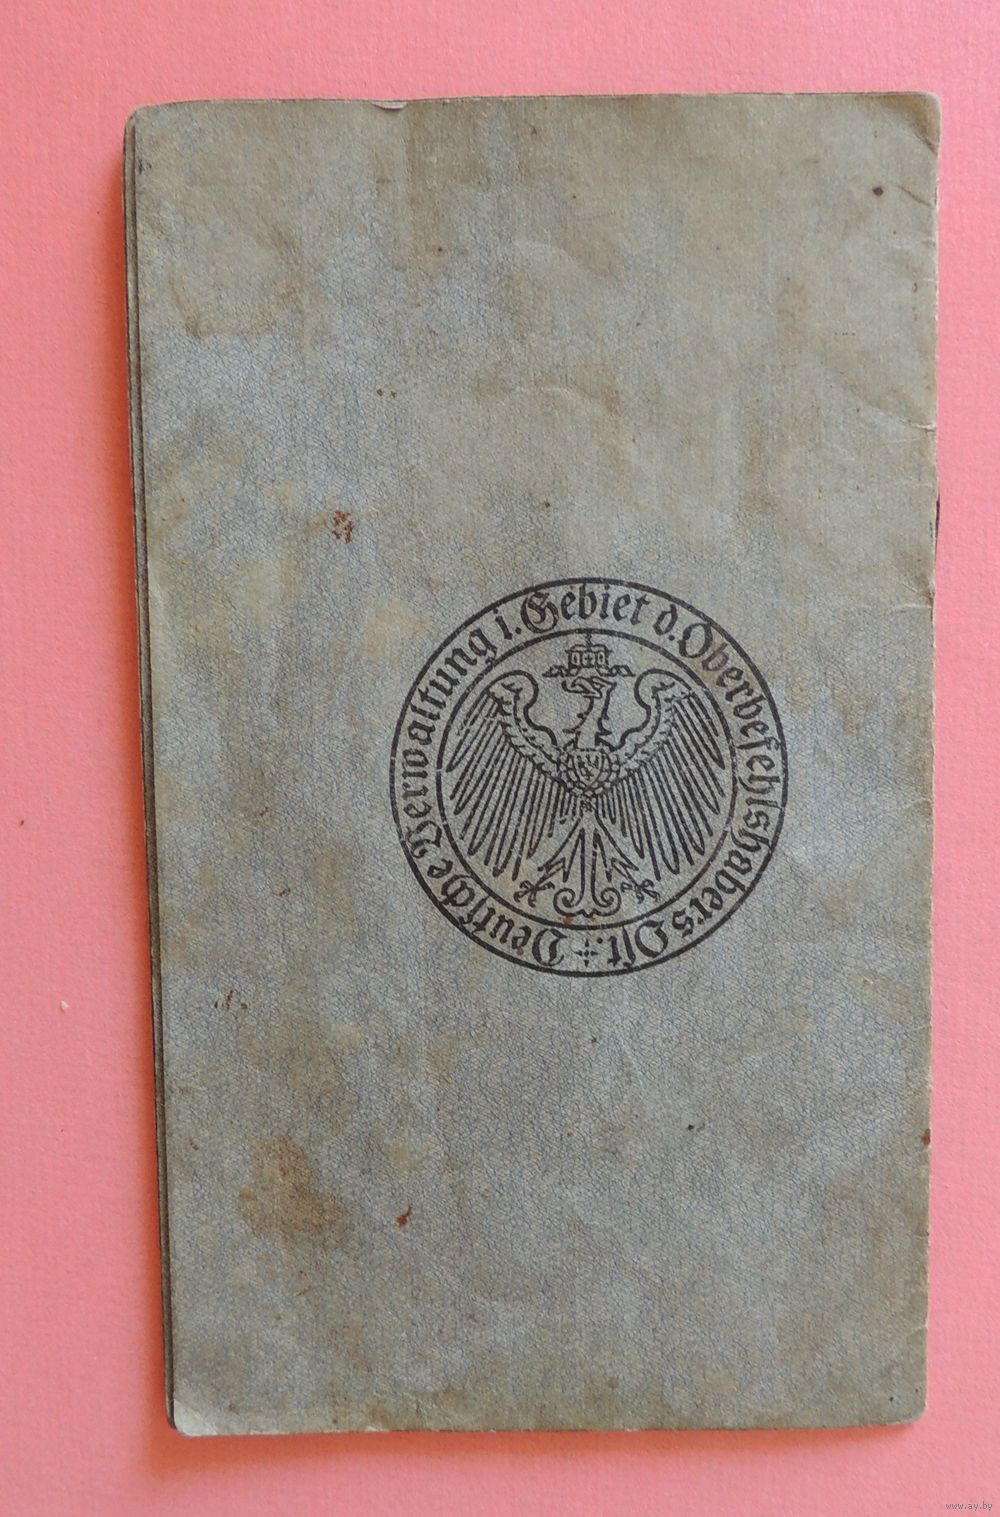 Deutsche Verwaltung i. Gebiet d. Oberbefehlshabers Ost.
www.ay.by